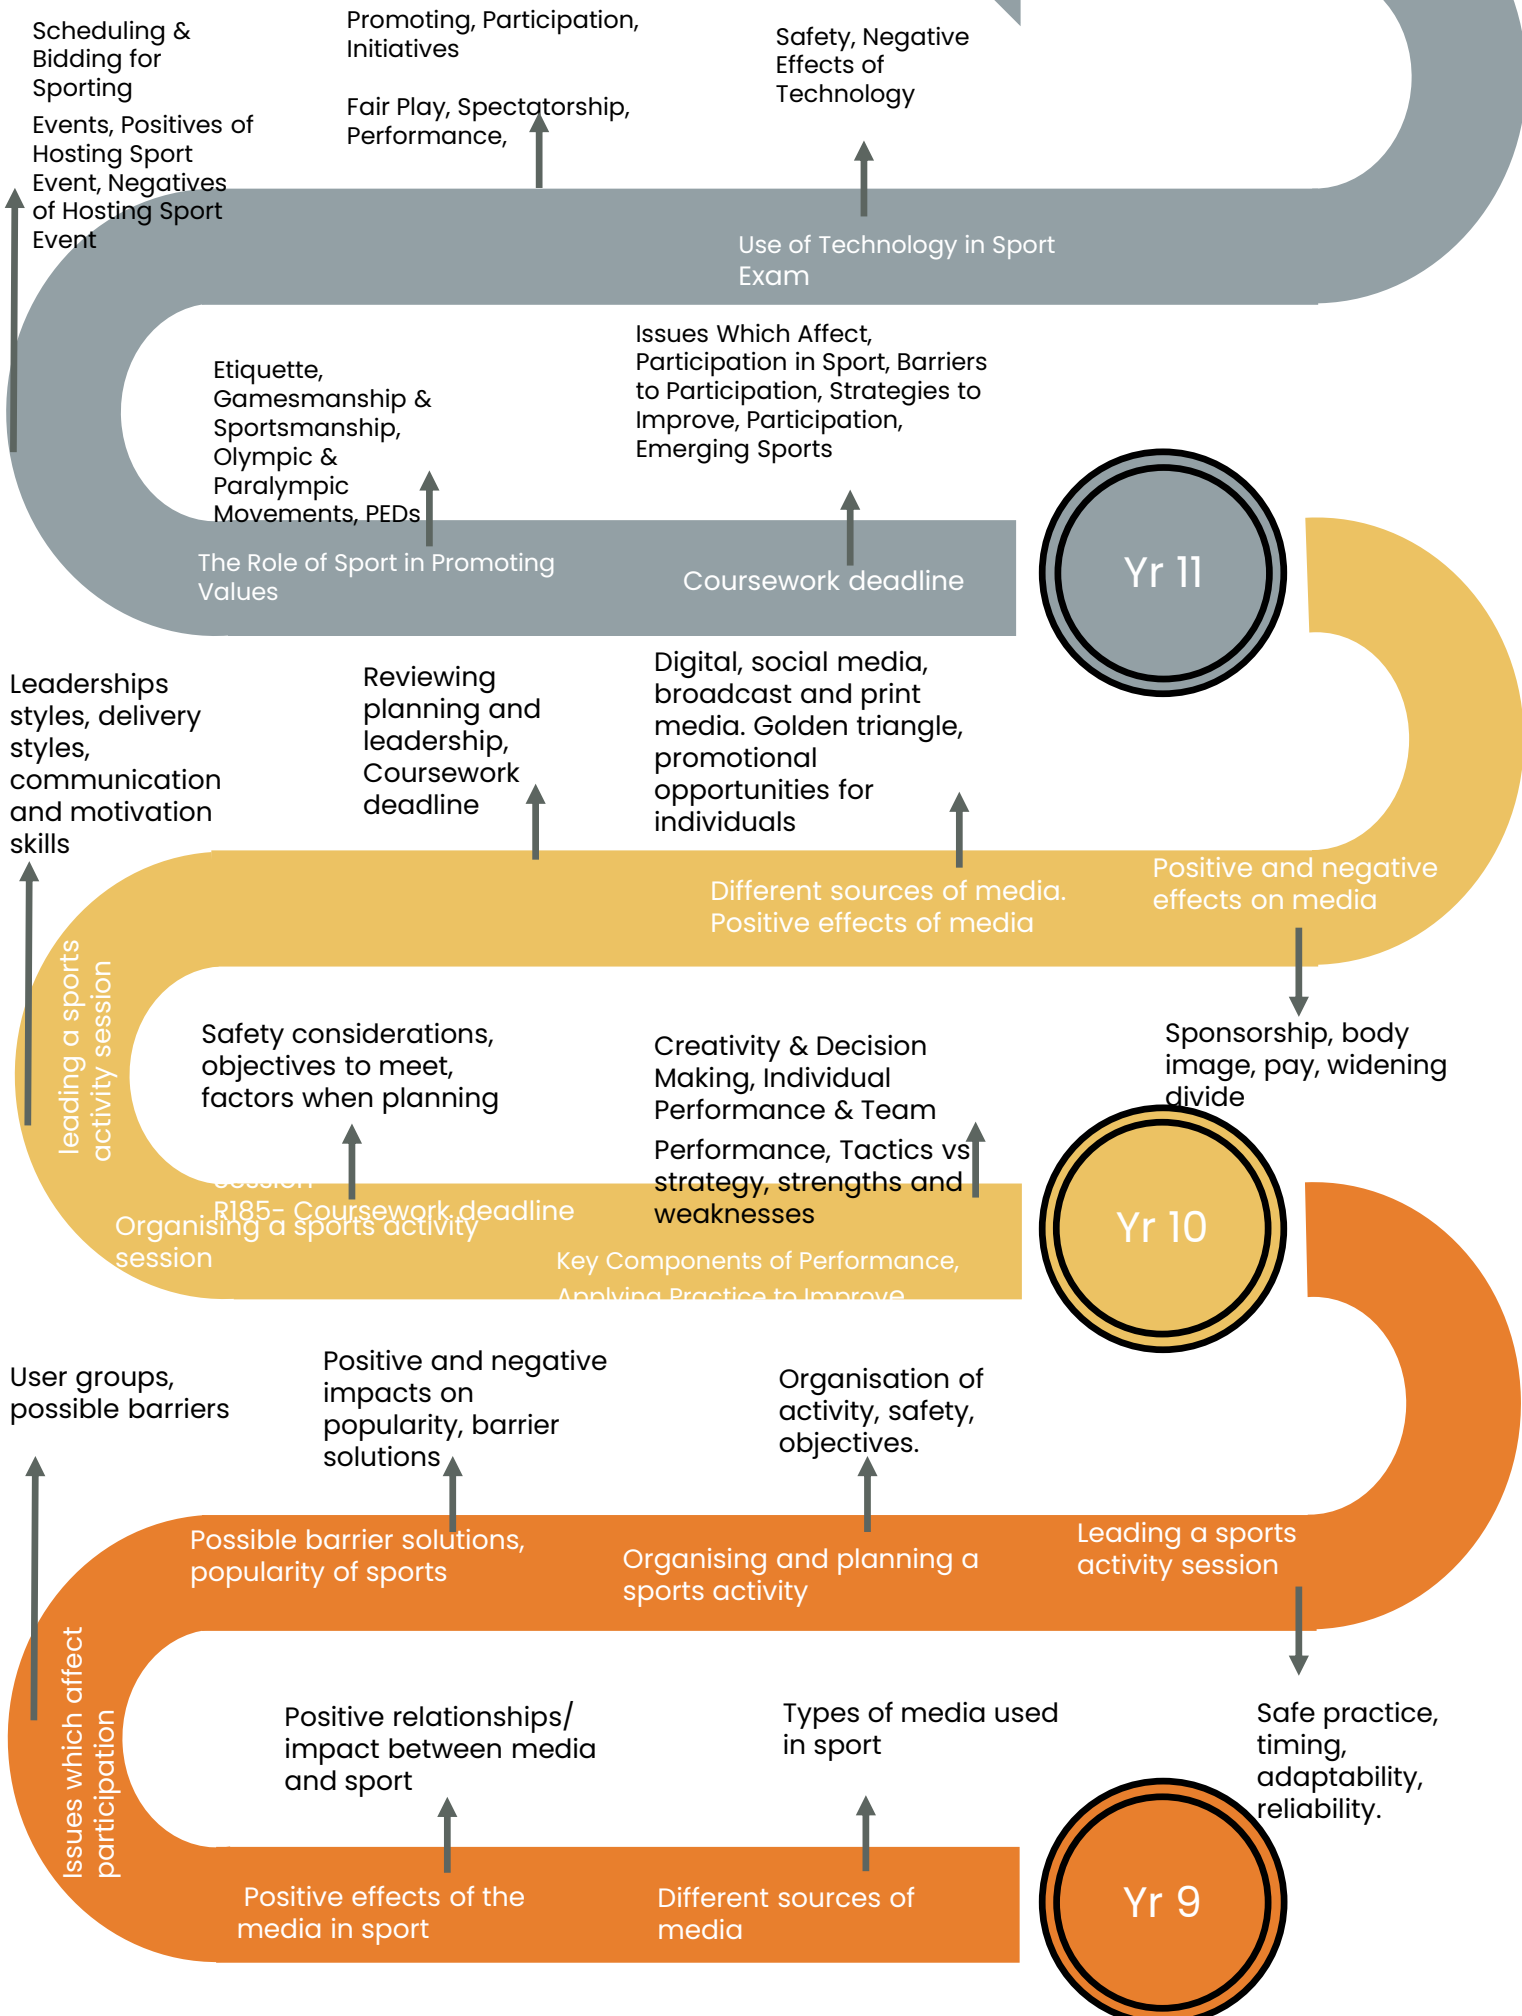 Scheduling &
Bidding for
Sporting
Events, Positives of
Hosting Sport
Event, Negatives
of Hosting Sport
Event
Promoting, Participation,
Initiatives
Fair Play, Spectatorship,
Performance,
Safety, Negative
Effects of
Technology
Use of Technology in Sport
Exam
Etiquette,
Gamesmanship &
Sportsmanship,
Olympic &
Paralympic
Movements, PEDs
Issues Which Affect,
Participation in Sport, Barriers
to Participation, Strategies to
Improve, Participation,
Emerging Sports
The Role of Sport in Promoting
Values
Coursework deadline
Yr 11
Leaderships
styles, delivery
styles,
communication
and motivation
skills
Reviewing
planning and
leadership,
Coursework
deadline
Digital, social media,
broadcast and print
media. Golden triangle,
promotional
opportunities for
individuals
Different sources of media.
Positive effects of media
Positive and negative
effects on media
leading a sports
activity session
Safety considerations,
objectives to meet,
factors when planning
Creativity & Decision
Making, Individual
Performance & Team
Performance, Tactics vs
strategy, strengths and
weaknesses
Sponsorship, body
image, pay, widening
divide
session
R185- Coursework deadline
Organising a sports activity
session
Key Components of Performance,
Applying Practice to Improve
Yr 10
User groups,
possible barriers
Positive and negative
impacts on
popularity, barrier
solutions
Organisation of
activity, safety,
objectives.
Possible barrier solutions,
popularity of sports
Organising and planning a
sports activity
Leading a sports
activity session
Issues which affect
participation
Positive relationships/
impact between media
and sport
Types of media used
in sport
Safe practice,
timing,
adaptability,
reliability.
Positive effects of the
media in sport
Different sources of
media
Yr 9